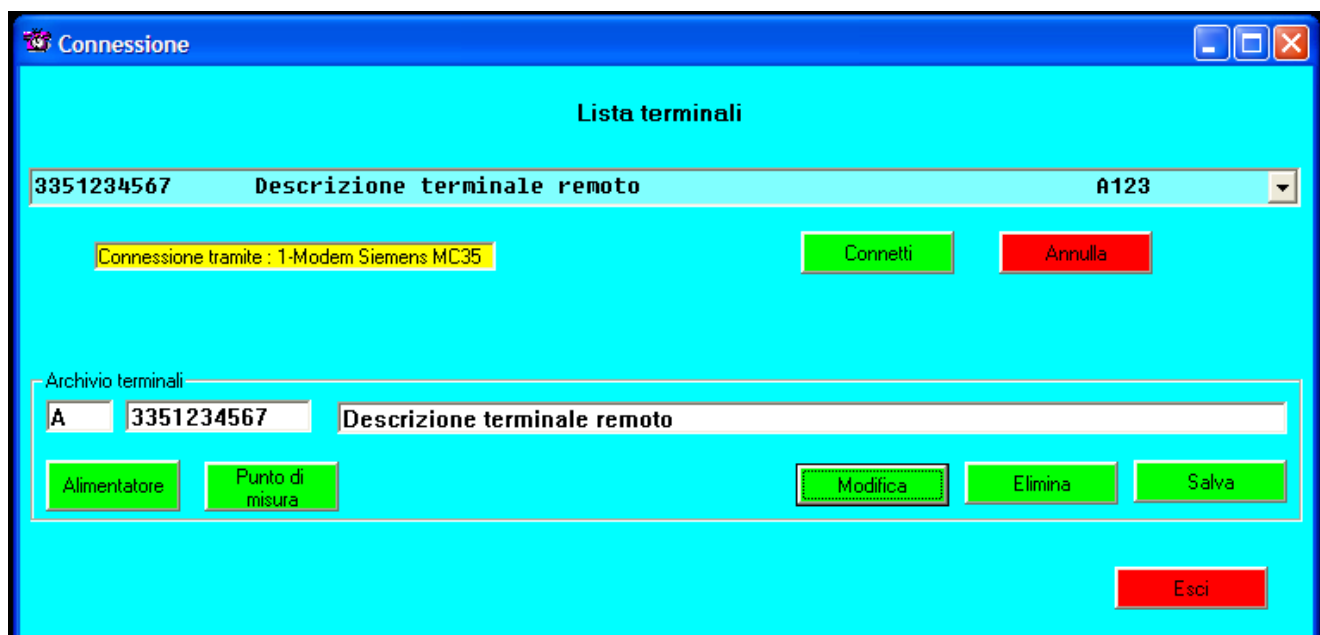 Connessione
Lista terminali
3351234567 Descrizione terminale remoto A123
Connessione tramite : 1-Modem Siemens MC35
Connetti
Annulla
Archivio terminali
A 3351234567 Descrizione terminale remoto
Alimentatore
Punto di
misura
Modifica
Elimina
Salva
Esci